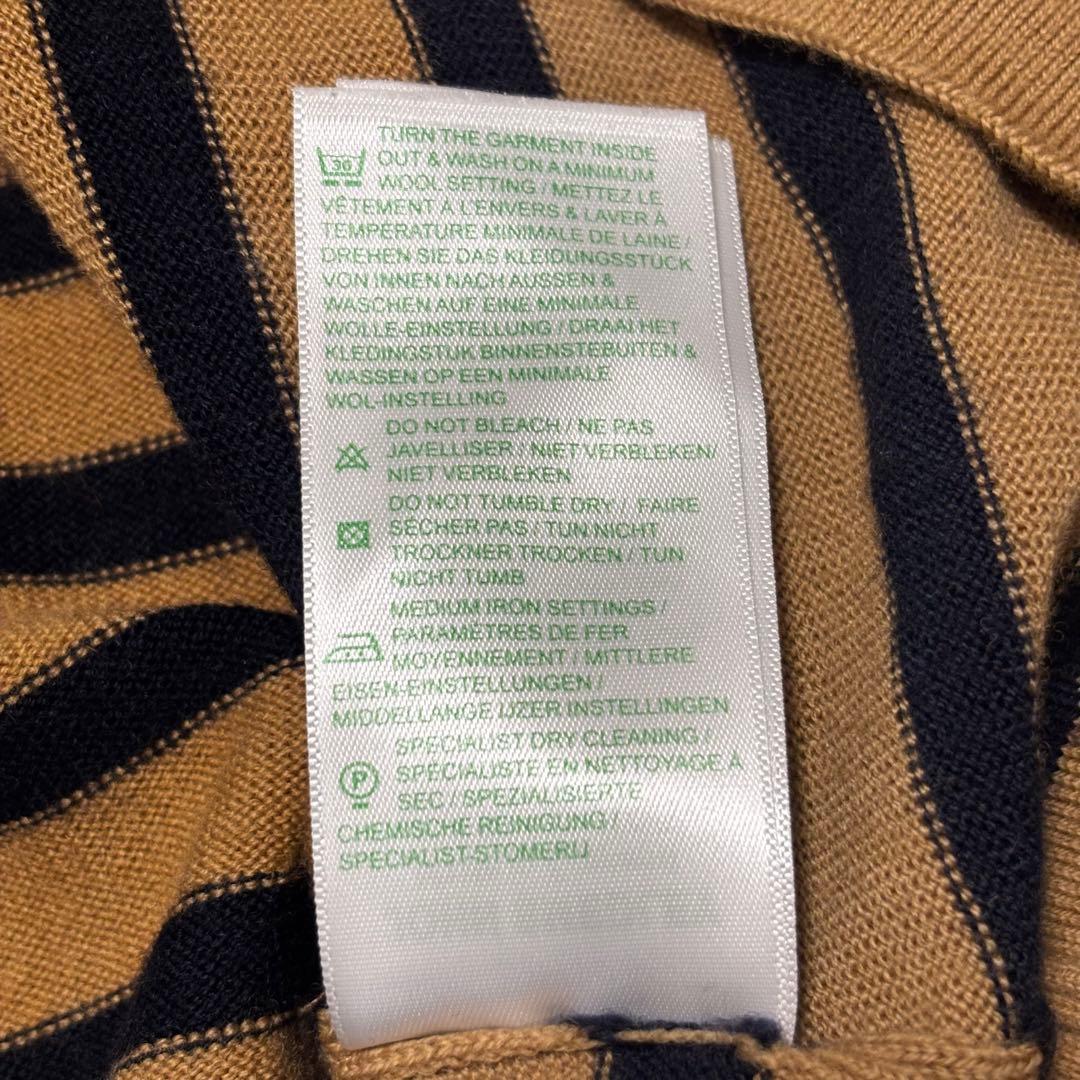 TURN THE GARMENT INSIDE
30
OUT & WASH ON A MINIMUM
WOOL SETTING / METTEZ LE
VÊTEMENT À L'ENVERS & LAVER À
TEMPÉRATURE MINIMALE DE LAINE /
DREHEN SIE DAS KLEIDUNGSSTÜCK
VON INNEN NACH AUSSEN &
WASCHEN AUF EINE MINIMALE
WOLLE-EINSTELLUNG / DRAAI HET
KLEDINGSTUK BINNENSTEBUITEN &
WASSEN OP EEN MINIMALE
WOL-INSTELLING
DO NOT BLEACH / NE PAS
JAVELLISER / NIET VERBLEKEN/
NIET VERBLEKEN
DO NOT TUMBLE DRY / FAIRE
SÉCHER PAS / TUN NICHT
TROCKNER TROCKEN / TUN
NICHT TUMB
MEDIUM IRON SETTINGS /
PARAMÈTRES DE FER
MOYENNEMENT / MITTLERE
EISEN-EINSTELLUNGEN /
MIDDELLANGE IJZER INSTELLINGEN
SPECIALIST DRY CLEANING /
P
SPÉCIALISTE EN NETTOYAGE À
SEC / SPEZIALISIERTE
CHEMISCHE REINIGUNG /
SPECIALIST-STOMERIJ